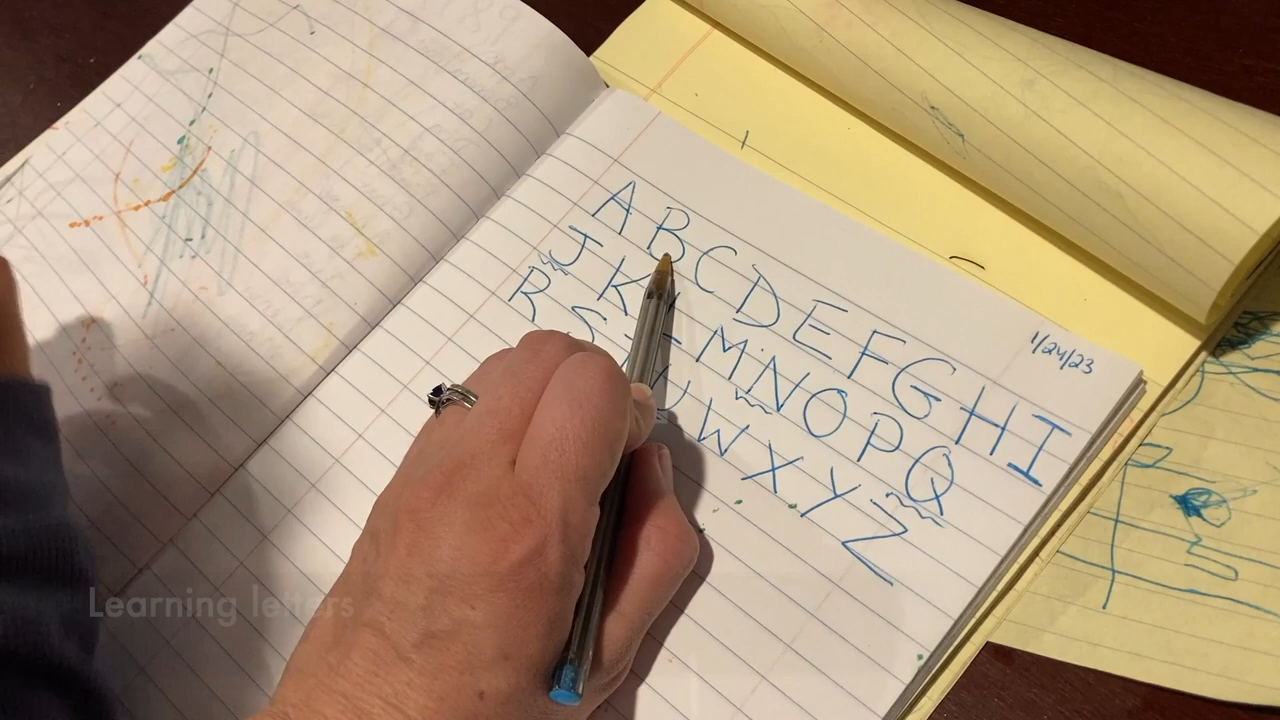 1/24/23
A B C D E F G H I
J K L M N O P Q
R S U W X Y Z
Learning letters